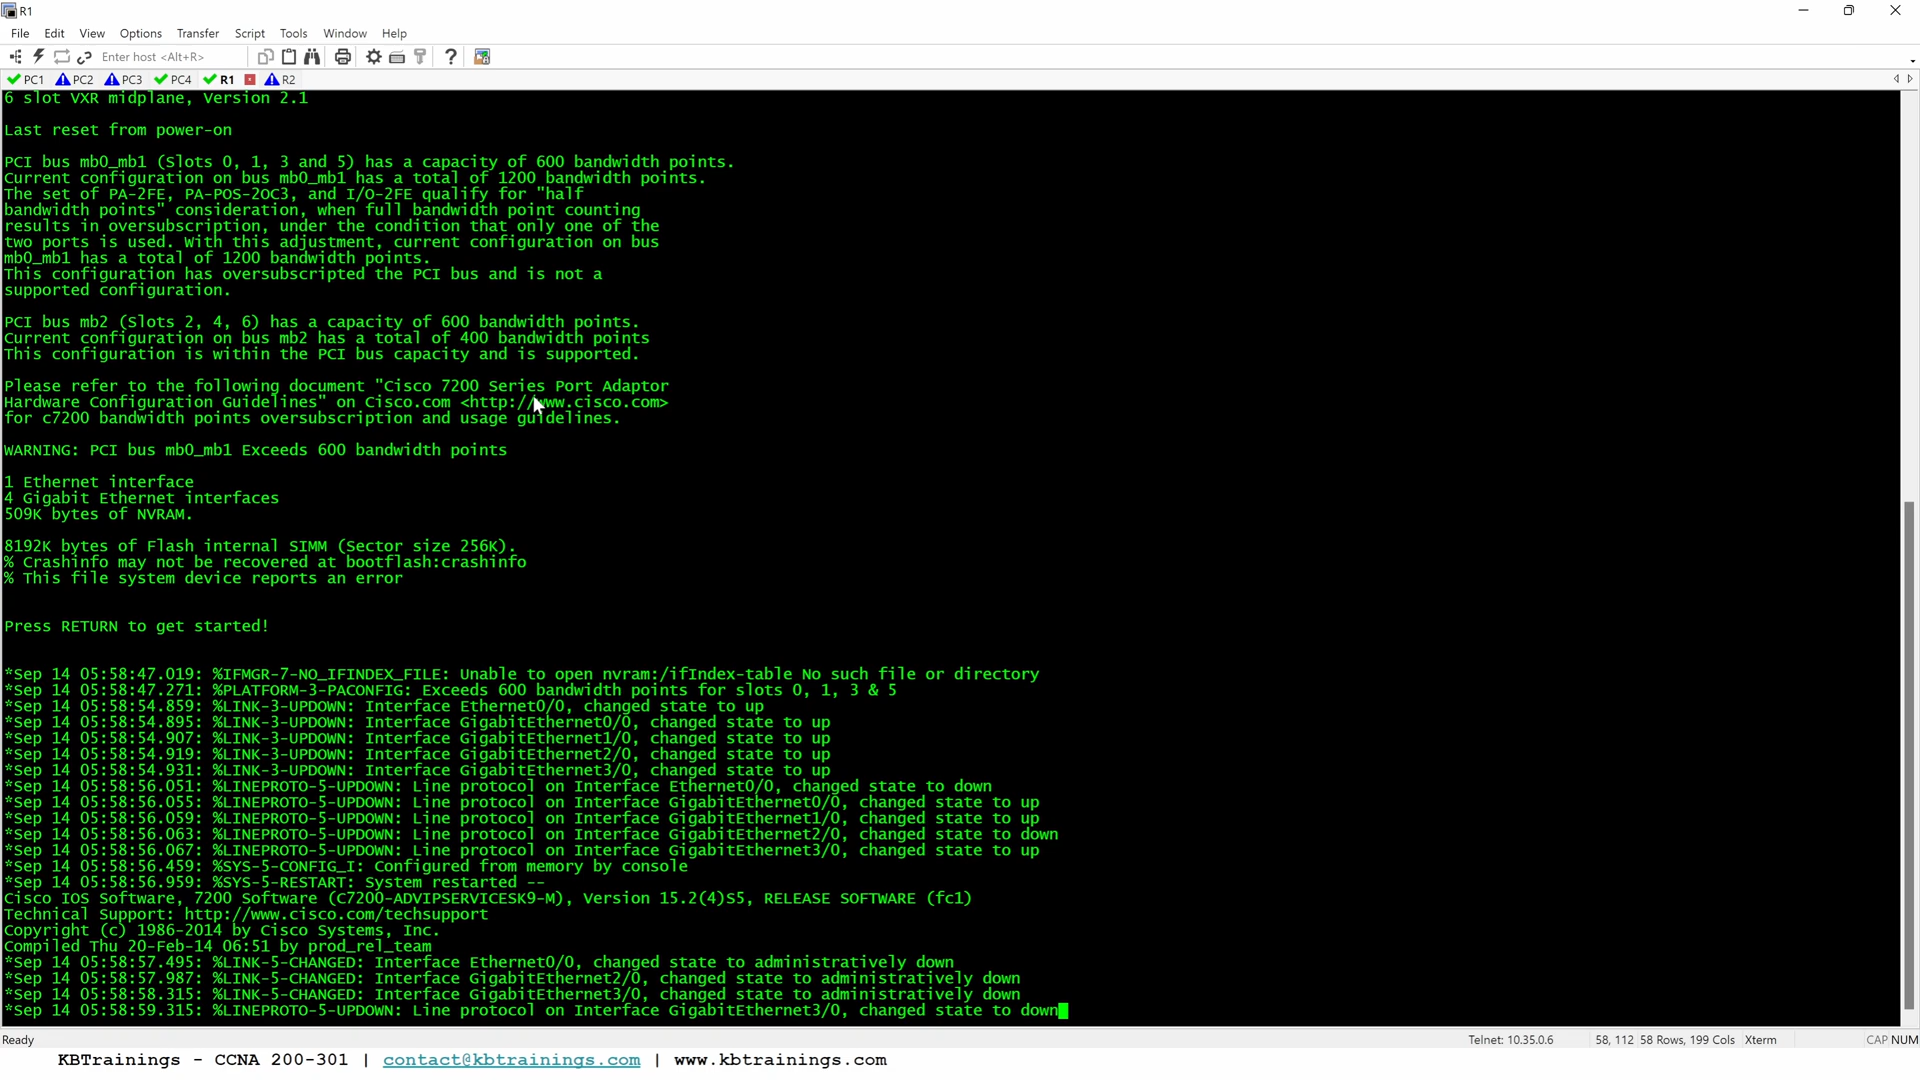 R1
File Edit View Options Transfer Script Tools Window Help
Enter host <Alt+R>
PC1 PC2 PC3 PC4 R1 R2
6 slot VXR midplane, Version 2.1
Last reset from power-on
PCI bus mb0_mb1 (Slots 0, 1, 3 and 5) has a capacity of 600 bandwidth points.
Current configuration on bus mb0_mb1 has a total of 1200 bandwidth points.
The set of PA-2FE, PA-POS-2OC3, and I/O-2FE qualify for "half
bandwidth points" consideration, when full bandwidth point counting
results in oversubscription, under the condition that only one of the
two ports is used. With this adjustment, current configuration on bus
mb0_mb1 has a total of 1200 bandwidth points.
This configuration has oversubscripted the PCI bus and is not a
supported configuration.
PCI bus mb2 (Slots 2, 4, 6) has a capacity of 600 bandwidth points.
Current configuration on bus mb2 has a total of 400 bandwidth points
This configuration is within the PCI bus capacity and is supported.
Please refer to the following document "Cisco 7200 Series Port Adaptor
Hardware Configuration Guidelines" on Cisco.com <http://www.cisco.com>
for c7200 bandwidth points oversubscription and usage guidelines.
WARNING: PCI bus mb0_mb1 Exceeds 600 bandwidth points
1 Ethernet interface
4 Gigabit Ethernet interfaces
509K bytes of NVRAM.
8192K bytes of Flash internal SIMM (Sector size 256K).
% Crashinfo may not be recovered at bootflash:crashinfo
% This file system device reports an error
Press RETURN to get started!
*Sep 14 05:58:47.019: %IFMGR-7-NO_IFINDEX_FILE: Unable to open nvram:/ifIndex-table No such file or directory
*Sep 14 05:58:47.271: %PLATFORM-3-PACONFIG: Exceeds 600 bandwidth points for slots 0, 1, 3 & 5
*Sep 14 05:58:54.859: %LINK-3-UPDOWN: Interface Ethernet0/0, changed state to up
*Sep 14 05:58:54.895: %LINK-3-UPDOWN: Interface GigabitEthernet0/0, changed state to up
*Sep 14 05:58:54.907: %LINK-3-UPDOWN: Interface GigabitEthernet1/0, changed state to up
*Sep 14 05:58:54.919: %LINK-3-UPDOWN: Interface GigabitEthernet2/0, changed state to up
*Sep 14 05:58:54.931: %LINK-3-UPDOWN: Interface GigabitEthernet3/0, changed state to up
*Sep 14 05:58:56.051: %LINEPROTO-5-UPDOWN: Line protocol on Interface Ethernet0/0, changed state to down
*Sep 14 05:58:56.055: %LINEPROTO-5-UPDOWN: Line protocol on Interface GigabitEthernet0/0, changed state to up
*Sep 14 05:58:56.059: %LINEPROTO-5-UPDOWN: Line protocol on Interface GigabitEthernet1/0, changed state to up
*Sep 14 05:58:56.063: %LINEPROTO-5-UPDOWN: Line protocol on Interface GigabitEthernet2/0, changed state to down
*Sep 14 05:58:56.067: %LINEPROTO-5-UPDOWN: Line protocol on Interface GigabitEthernet3/0, changed state to up
*Sep 14 05:58:56.459: %SYS-5-CONFIG_I: Configured from memory by console
*Sep 14 05:58:56.959: %SYS-5-RESTART: System restarted --
Cisco IOS Software, 7200 Software (C7200-ADVIPSERVICESK9-M), Version 15.2(4)S5, RELEASE SOFTWARE (fc1)
Technical Support: http://www.cisco.com/techsupport
Copyright (c) 1986-2014 by Cisco Systems, Inc.
Compiled Thu 20-Feb-14 06:51 by prod_rel_team
*Sep 14 05:58:57.495: %LINK-5-CHANGED: Interface Ethernet0/0, changed state to administratively down
*Sep 14 05:58:57.987: %LINK-5-CHANGED: Interface GigabitEthernet2/0, changed state to administratively down
*Sep 14 05:58:58.315: %LINK-5-CHANGED: Interface GigabitEthernet3/0, changed state to administratively down
*Sep 14 05:58:59.315: %LINEPROTO-5-UPDOWN: Line protocol on Interface GigabitEthernet3/0, changed state to down
Ready Telnet: 10.35.0.6 58, 112 58 Rows, 199 Cols Xterm CAP NUM
KBTrainings - CCNA 200-301 | contact@kbtrainings.com | www.kbtrainings.com